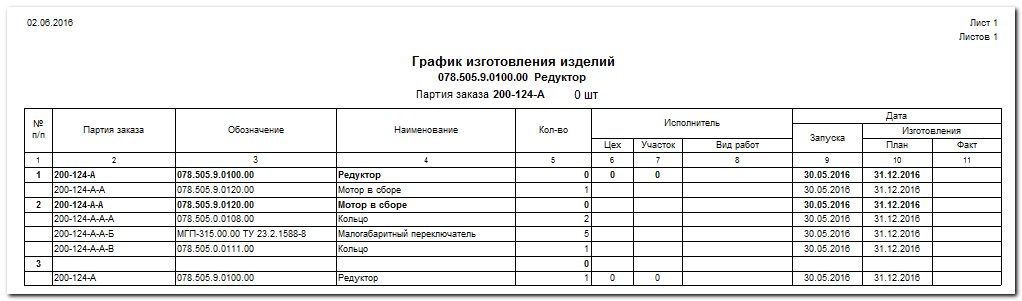 02.06.2016 Лист 1
Листов 1
График изготовления изделий
078.505.9.0100.00 Редуктор
Партия заказа 200-124-А 0 шт
№ п/п Партия заказа Обозначение Наименование Кол-во Исполнитель Дата
Цех Участок Вид работ Запуска Изготовления
План Факт
1 2 3 4 5 6 7 8 9 10 11
1 200-124-А 078.505.9.0100.00 Редуктор 0 0 0 30.05.2016 31.12.2016
200-124-А-А 078.505.9.0120.00 Мотор в сборе 1 30.05.2016 31.12.2016
2 200-124-А-А 078.505.9.0120.00 Мотор в сборе 0 30.05.2016 31.12.2016
200-124-А-А-А 078.505.0.0108.00 Кольцо 2 30.05.2016 31.12.2016
200-124-А-А-Б МГП-315.00.00 ТУ 23.2.1588-8 Малогабаритный переключатель 5 30.05.2016 31.12.2016
200-124-А-А-В 078.505.0.0111.00 Кольцо 1 30.05.2016 31.12.2016
3 0
200-124-А 078.505.9.0100.00 Редуктор 1 0 0 30.05.2016 31.12.2016